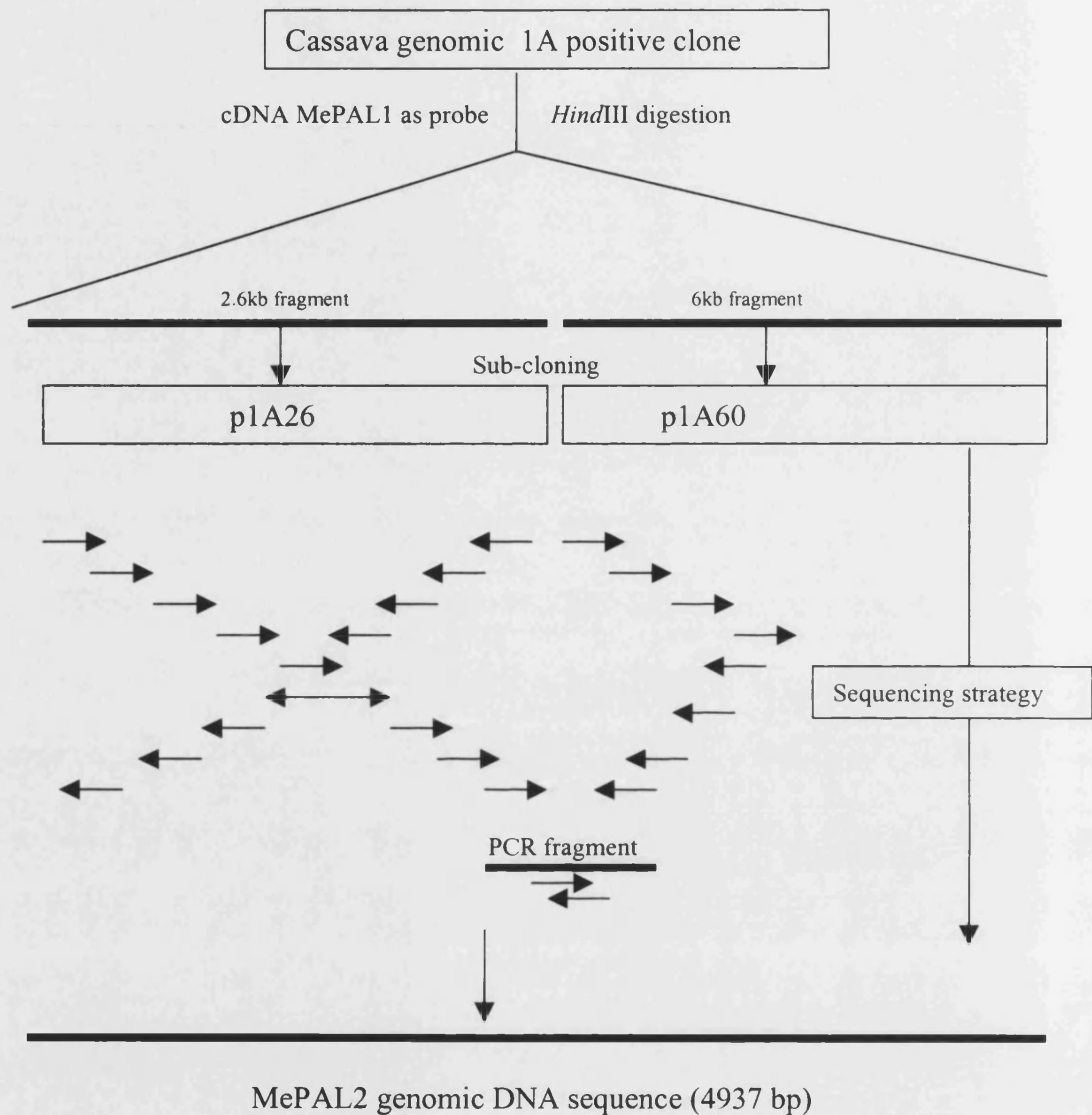 Cassava genomic 1A positive clone
cDNA MePAL1 as probe HindIII digestion
2.6kb fragment 6kb fragment
Sub-cloning
p1A26 p1A60
Sequencing strategy
PCR fragment
MePAL2 genomic DNA sequence (4937 bp)